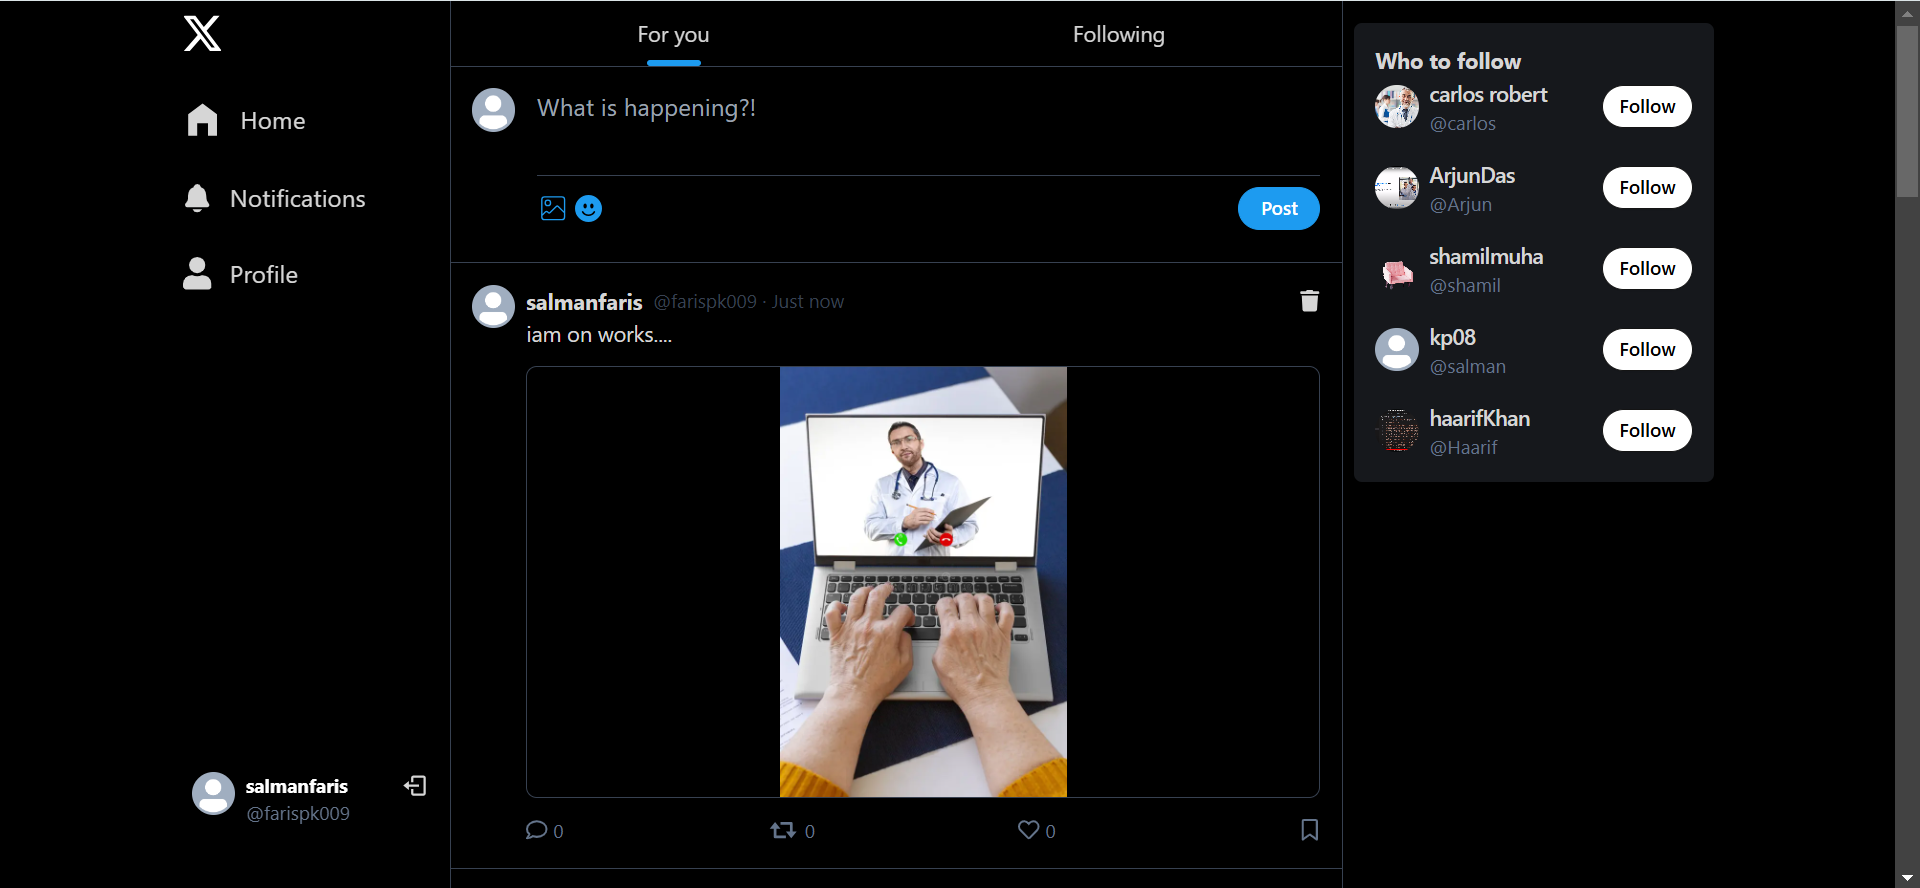 Home
Notifications
Profile
salmanfaris
@farispk009
For you
Following
What is happening?!
Post
salmanfaris @farispk009 · Just now
iam on works....
0 0 0
Who to follow
carlos robert
@carlos
Follow
ArjunDas
@Arjun
Follow
shamilmuha
@shamil
Follow
kp08
@salman
Follow
haarifKhan
@Haarif
Follow